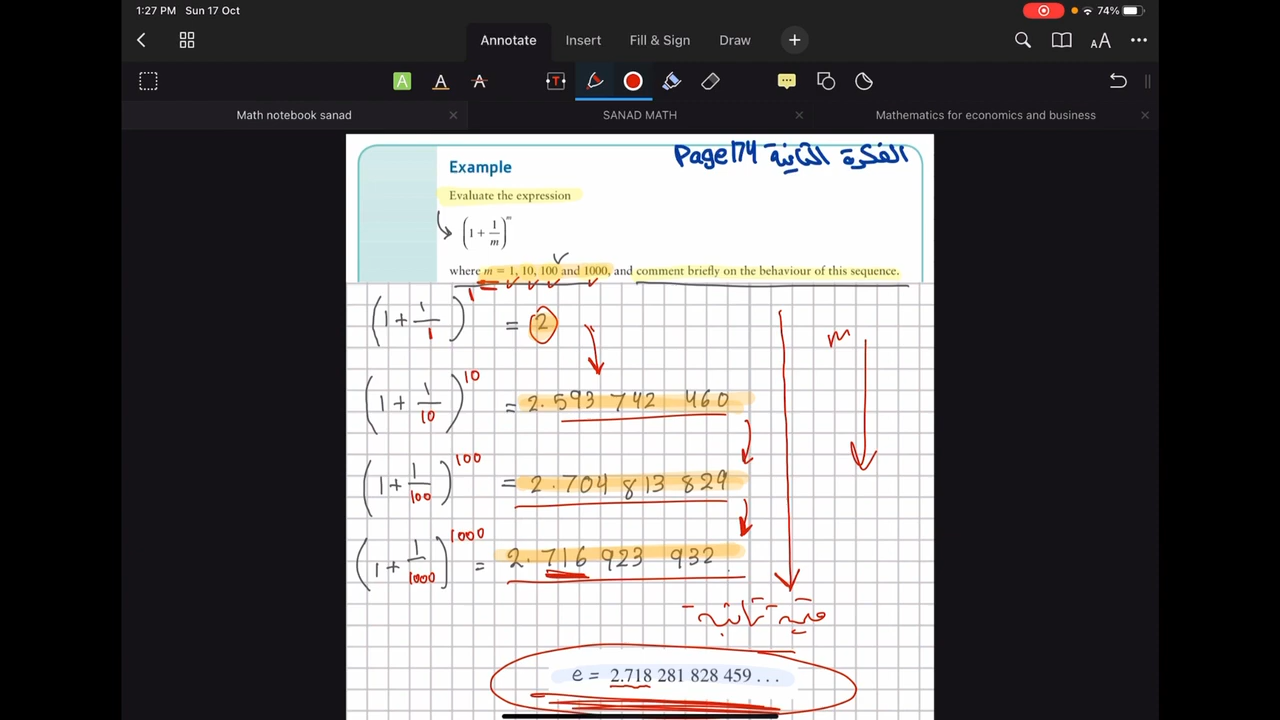 1:27 PM Sun 17 Oct 74%
Annotate Insert Fill & Sign Draw
Math notebook sanad SANAD MATH Mathematics for economics and business
Page 174 الفكرة الثانية
Example
Evaluate the expression
(1 + 1/m)^m
where m = 1, 10, 100 and 1000, and comment briefly on the behaviour of this sequence.
(1 + 1/1)^1 = 2
m
(1 + 1/10)^10 = 2.593 742 460
(1 + 1/100)^100 = 2.704 813 829
(1 + 1/1000)^1000 = 2.716 923 932
e = 2.718 281 828 459 . . .